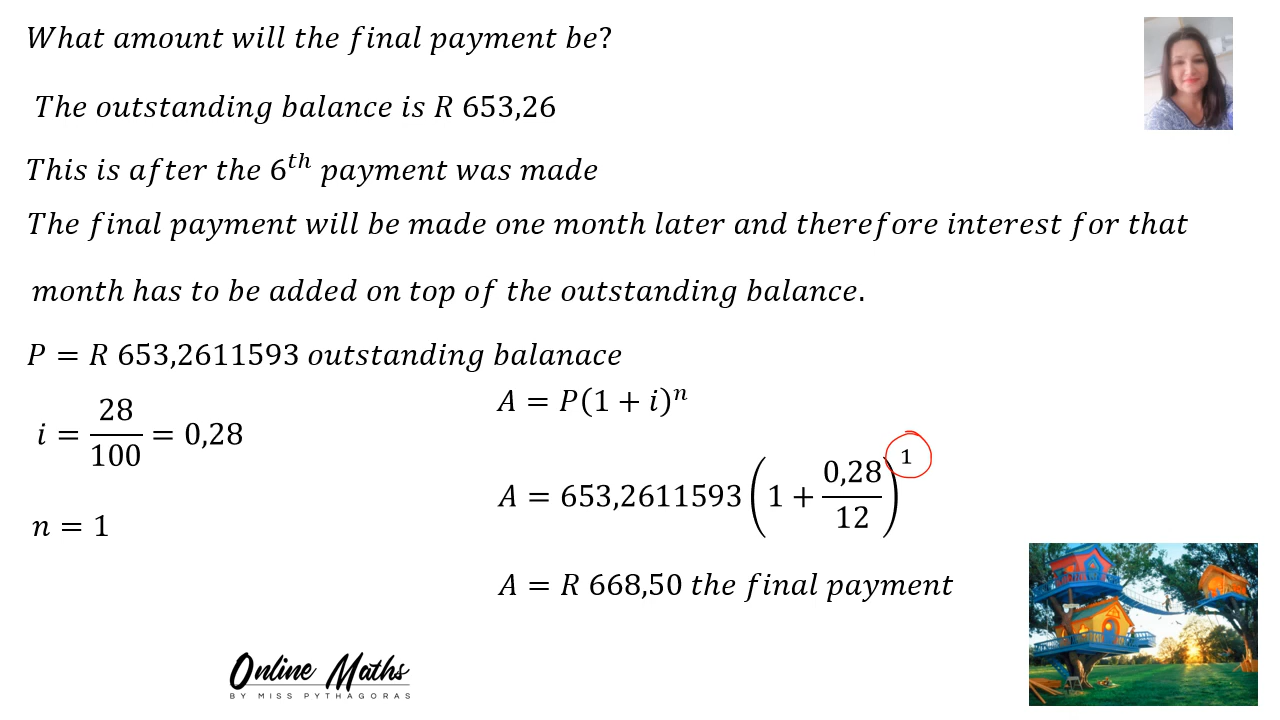 What amount will the final payment be?
The outstanding balance is R 653,26
This is after the 6th payment was made
The final payment will be made one month later and therefore interest for that
month has to be added on top of the outstanding balance.
P = R 653,2611593 outstanding balanace
i = 28/100 = 0,28
n = 1
A = P(1 + i)^n
A = 653,2611593 (1 + 0,28/12)^1
A = R 668,50 the final payment
Online Maths
BY MISS PYTHAGORAS